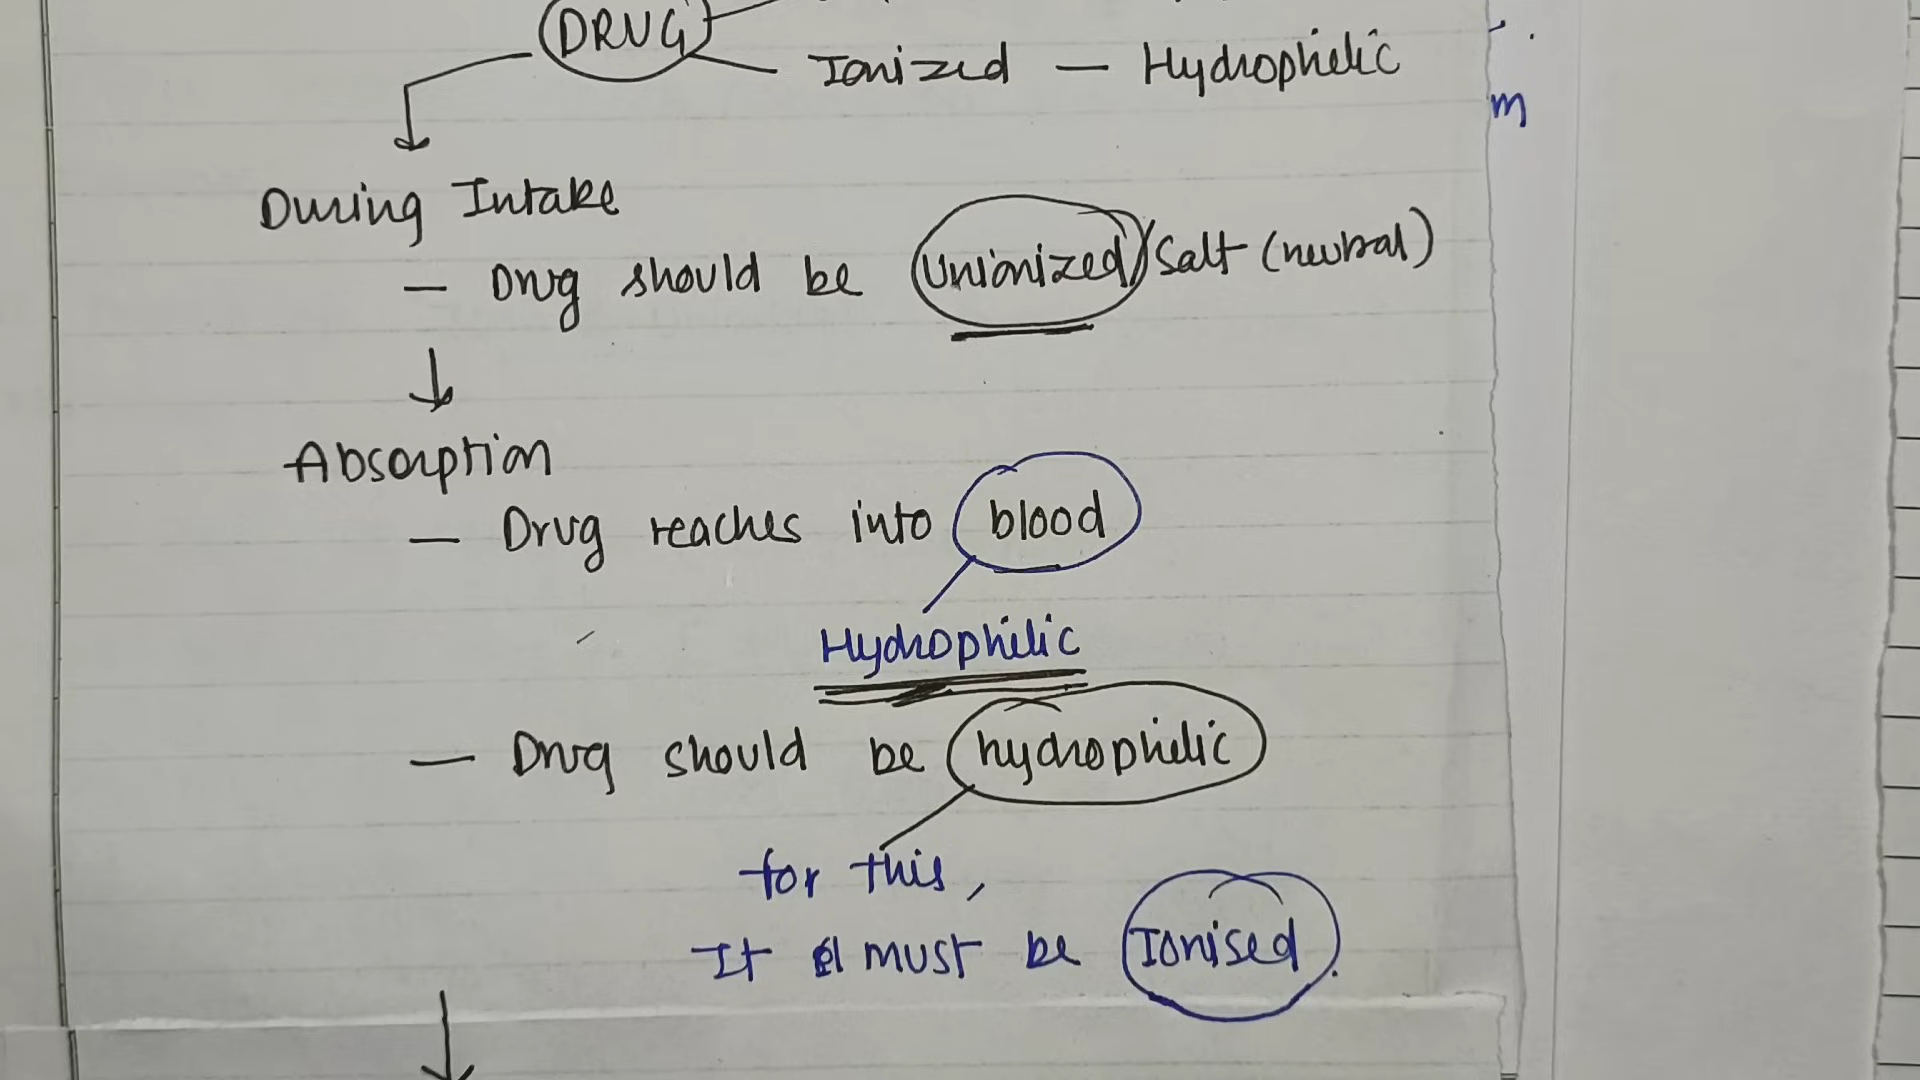 DRUG
Ionized — Hydrophilic
m
During Intake
— Drug should be Unionized/Salt (neutral)
Absorption
— Drug reaches into blood
Hydrophilic
— Drug should be hydrophilic
for this,
It must be Ionised.